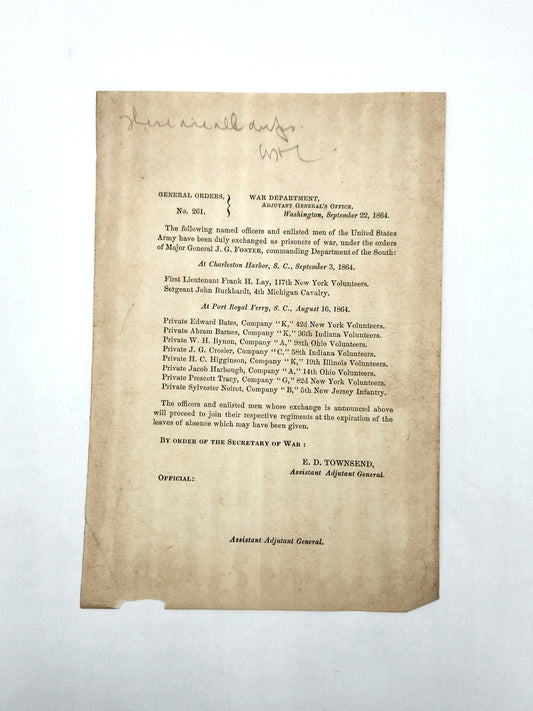 These are all dups.
GENERAL ORDERS, } WAR DEPARTMENT,
No. 261. ADJUTANT GENERAL'S OFFICE,
Washington, September 22, 1864.
The following named officers and enlisted men of the United States
Army have been duly exchanged as prisoners of war, under the orders
of Major General J. G. FOSTER, commanding Department of the South:
At Charleston Harbor, S. C., September 3, 1864.
First Lieutenant Frank H. Lay, 117th New York Volunteers.
Sergeant John Burkhardt, 4th Michigan Cavalry.
At Port Royal Ferry, S. C., August 16, 1864.
Private Edward Bates, Company "K," 42d New York Volunteers.
Private Abram Barnes, Company "K," 36th Indiana Volunteers.
Private W. H. Bynon, Company "A," 98th Ohio Volunteers.
Private J. G. Crosier, Company "C," 58th Indiana Volunteers.
Private H. C. Higginson, Company "K," 19th Illinois Volunteers.
Private Jacob Harbough, Company "A," 14th Ohio Volunteers.
Private Prescott Tracy, Company "G," 82d New York Volunteers.
Private Sylvester Noirot, Company "B," 5th New Jersey Infantry.
The officers and enlisted men whose exchange is announced above
will proceed to join their respective regiments at the expiration of the
leaves of absence which may have been given.
BY ORDER OF THE SECRETARY OF WAR:
E. D. TOWNSEND,
Assistant Adjutant General.
OFFICIAL:
Assistant Adjutant General.